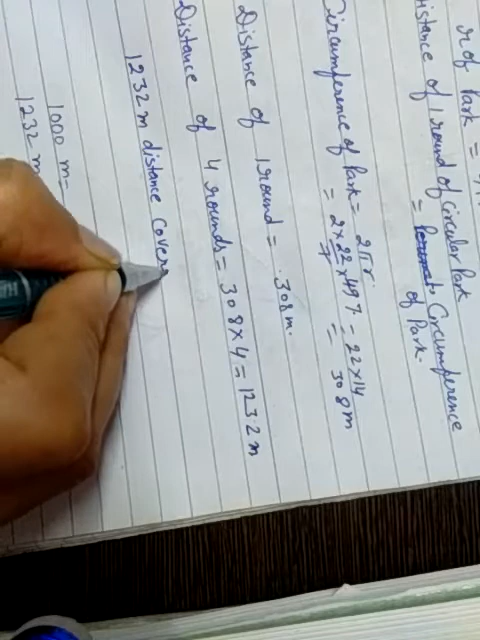 r of Park =
istance of 1 round of circular Park
= Circumference
of Park.
Circumference of Park = 2πr
= 2 × 22 × 49 7 = 22 × 14
7
= 308 m
Distance of 1 round = 308 m.
Distance of 4 rounds = 308 × 4 = 1232 m
1232 m distance Cover
1000 m =
1232 m